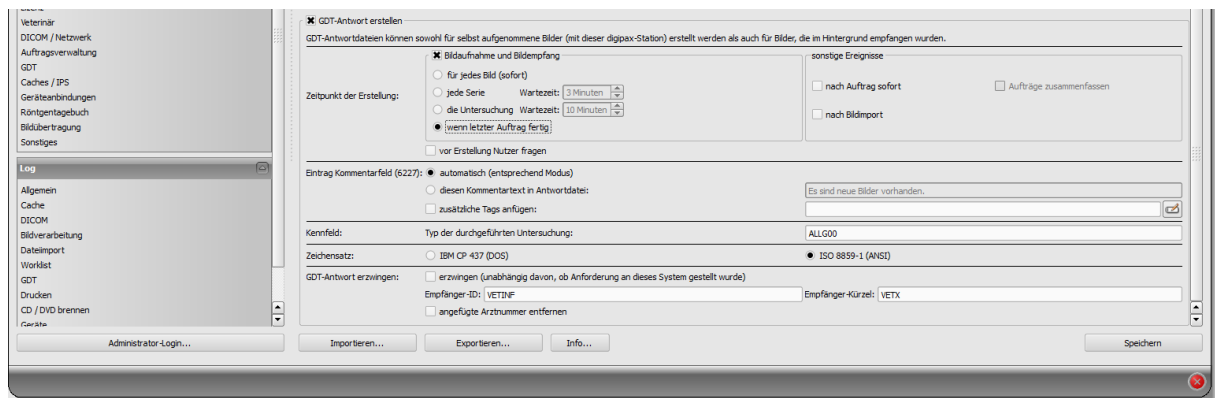 Veterinär
DICOM / Netzwerk
Auftragsverwaltung
GDT
Caches / IPS
Geräteanbindungen
Röntgentagebuch
Bildübertragung
Sonstiges
Log
Allgemein
Cache
DICOM
Bildverarbeitung
Dateiimport
Worklist
GDT
Drucken
CD / DVD brennen
Geräte
Administrator-Login...
GDT-Antwort erstellen
GDT-Antwortdateien können sowohl für selbst aufgenommene Bilder (mit dieser digipax-Station) erstellt werden als auch für Bilder, die im Hintergrund empfangen wurden.
Zeitpunkt der Erstellung:
Bildaufnahme und Bildempfang
für jedes Bild (sofort)
jede Serie Wartezeit: 3 Minuten
die Untersuchung Wartezeit: 10 Minuten
wenn letzter Auftrag fertig
sonstige Ereignisse
nach Auftrag sofort Aufträge zusammenfassen
nach Bildimport
vor Erstellung Nutzer fragen
Eintrag Kommentarfeld (6227): automatisch (entsprechend Modus)
diesen Kommentartext in Antwortdatei: Es sind neue Bilder vorhanden.
zusätzliche Tags anfügen:
Kennfeld: Typ der durchgeführten Untersuchung: ALLG00
Zeichensatz: IBM CP 437 (DOS) ISO 8859-1 (ANSI)
GDT-Antwort erzwingen: erzwingen (unabhängig davon, ob Anforderung an dieses System gestellt wurde)
Empfänger-ID: VETINF Empfänger-Kürzel: VETX
angefügte Arztnummer entfernen
Importieren... Exportieren... Info... Speichern